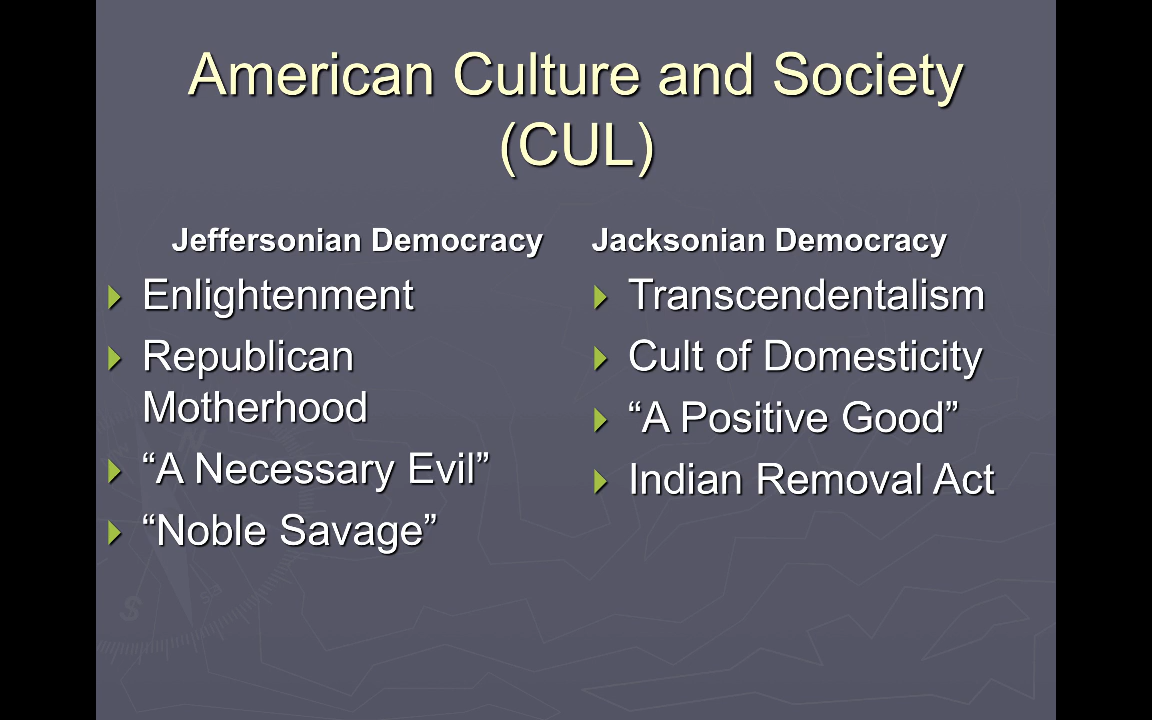 American Culture and Society
(CUL)
Jeffersonian Democracy
Enlightenment
Republican
Motherhood
“A Necessary Evil”
“Noble Savage”
Jacksonian Democracy
Transcendentalism
Cult of Domesticity
“A Positive Good”
Indian Removal Act
S
sa